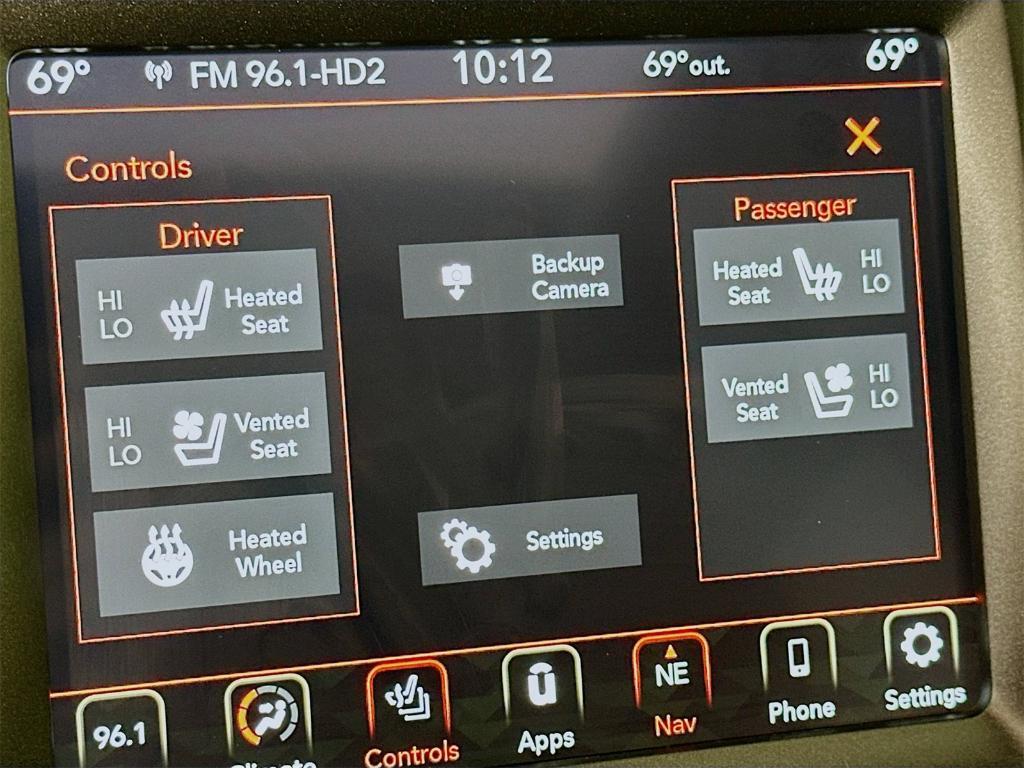 69° FM 96.1-HD2 10:12 69°out. 69°
Controls
Driver
HI
LO
Heated
Seat
HI
LO
Vented
Seat
Heated
Wheel
Backup
Camera
Settings
Passenger
Heated
Seat
HI
LO
Vented
Seat
HI
LO
96.1
Climate
Controls
Apps
NE
Nav
Phone
Settings